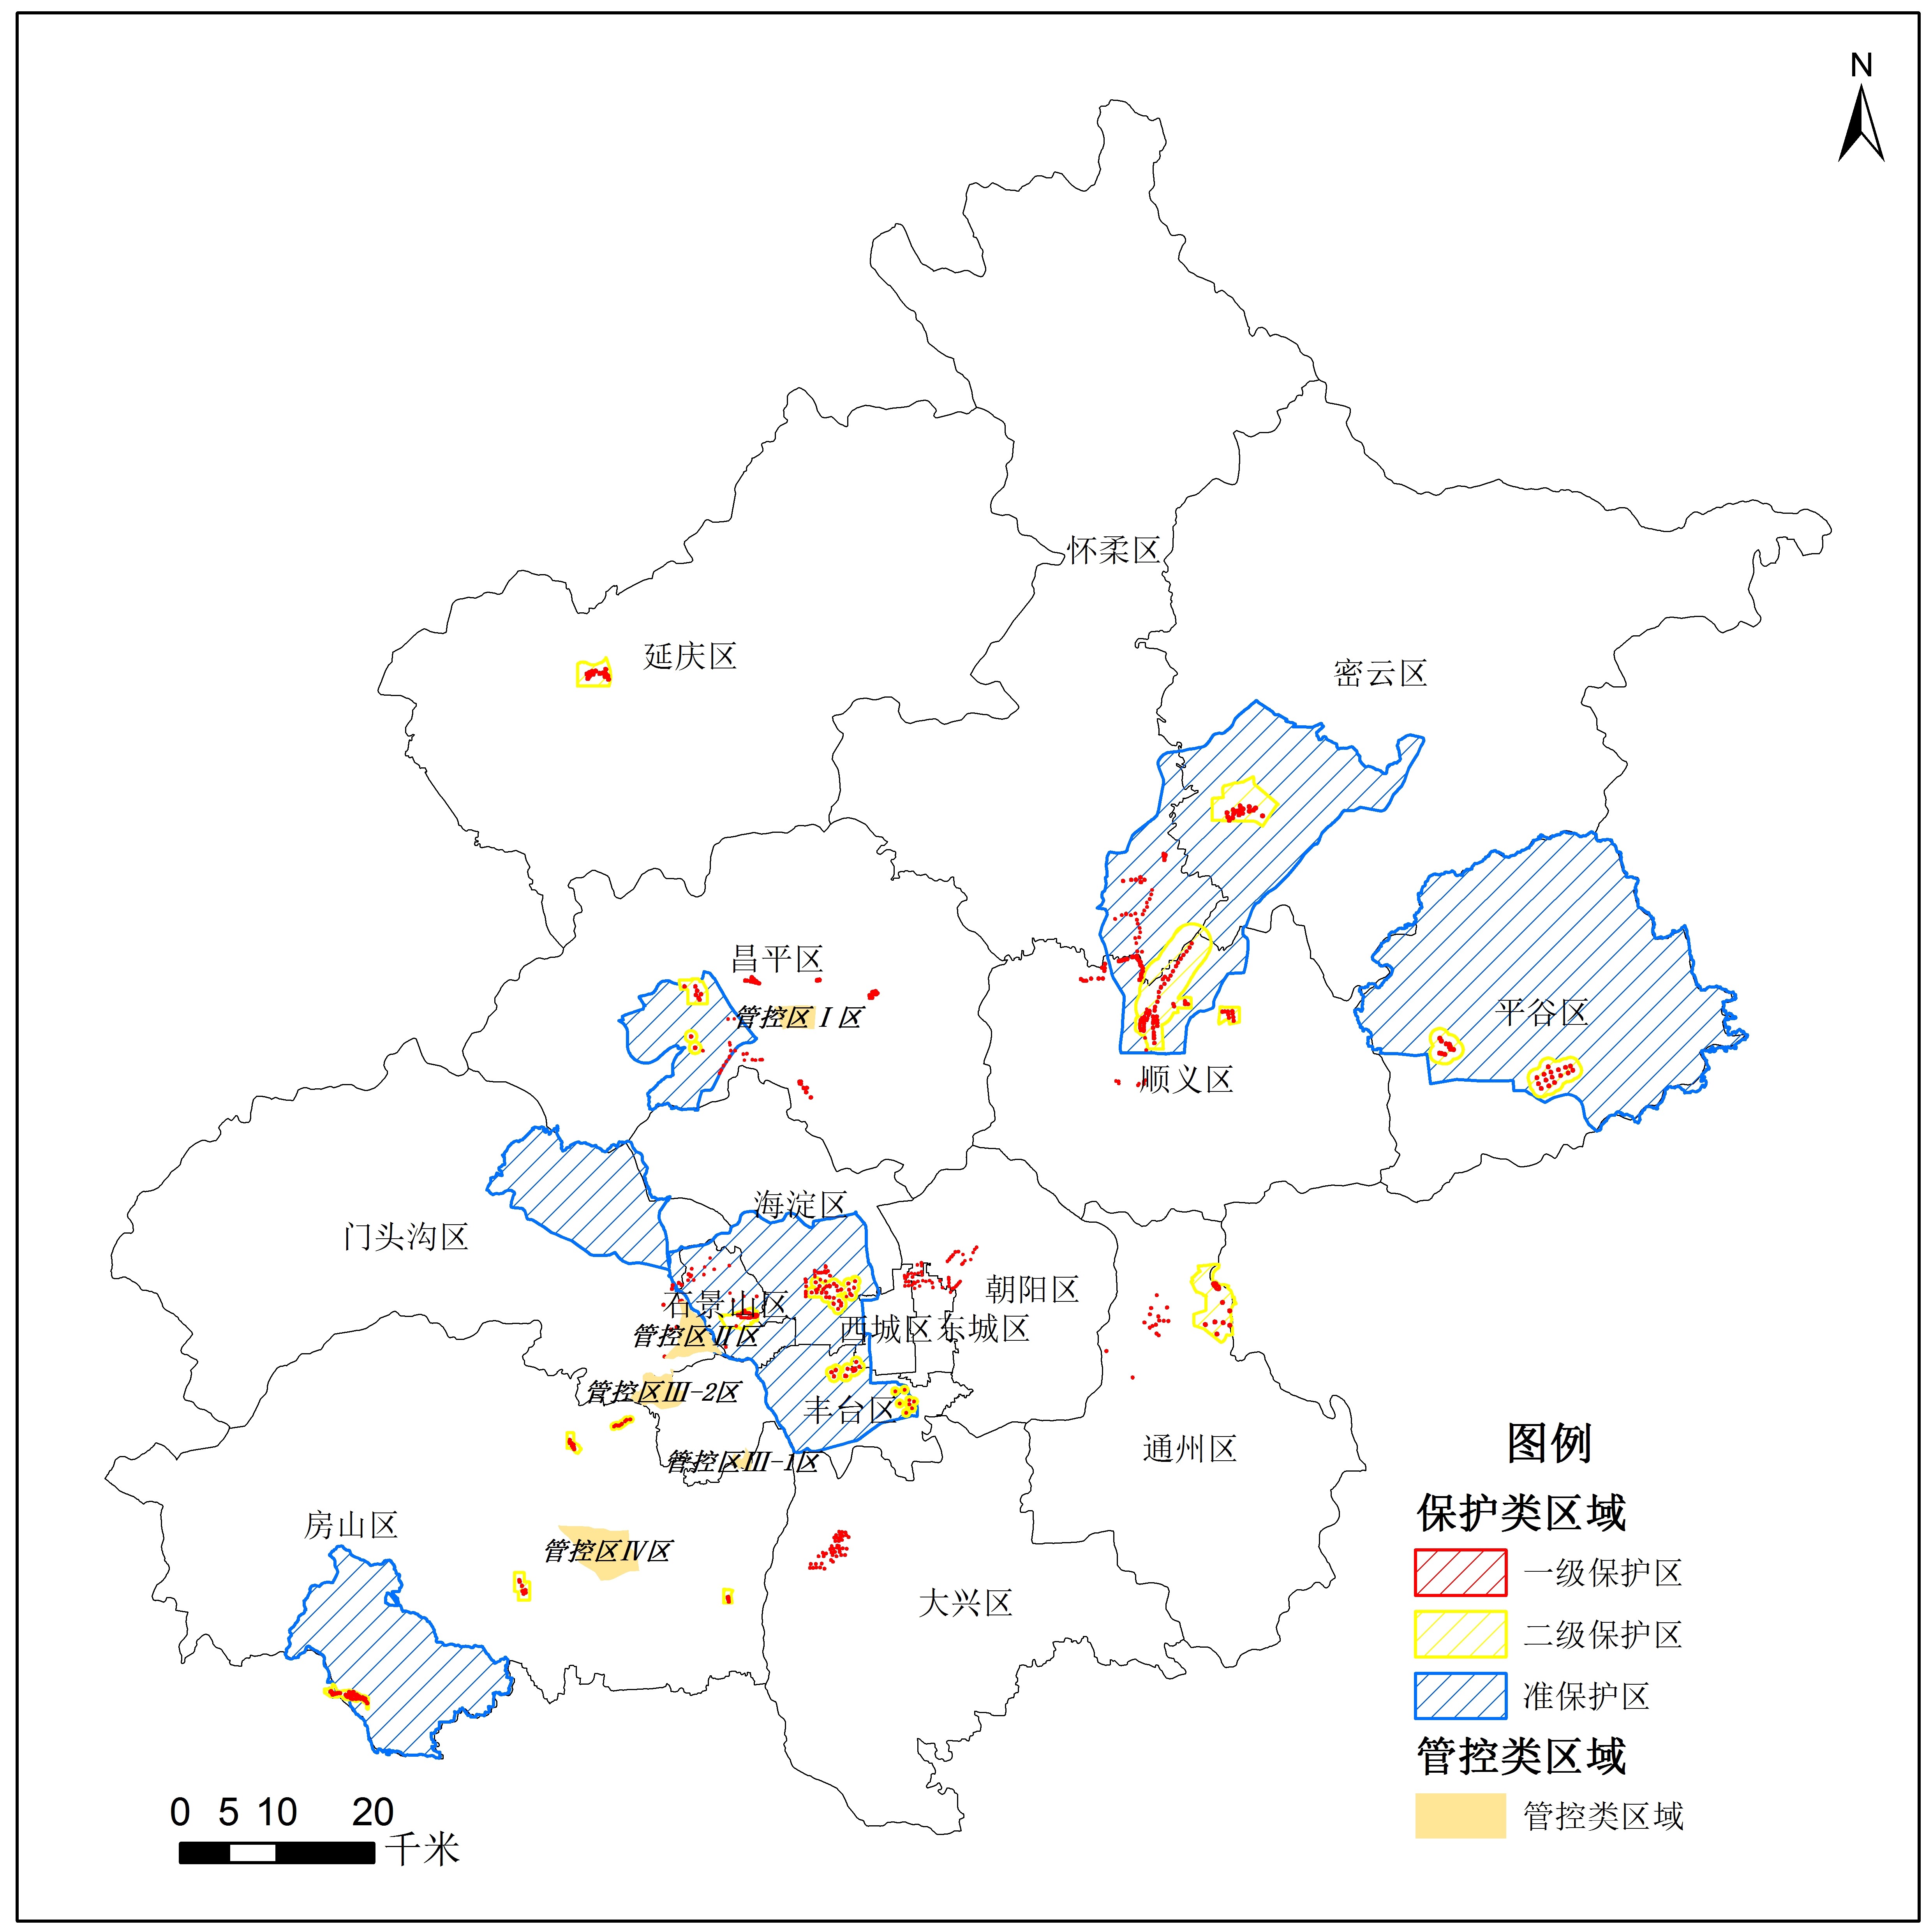 N
怀柔区
延庆区
密云区
昌平区
管控区Ⅰ区
平谷区
顺义区
海淀区
门头沟区
朝阳区
石景山区
西城区
东城区
管控区Ⅱ区
管控区Ⅲ-2区
丰台区
通州区
管控区Ⅲ-1区
房山区
管控区Ⅳ区
大兴区
图例
保护类区域
一级保护区
二级保护区
准保护区
管控类区域
管控类区域
0 5 10 20
千米